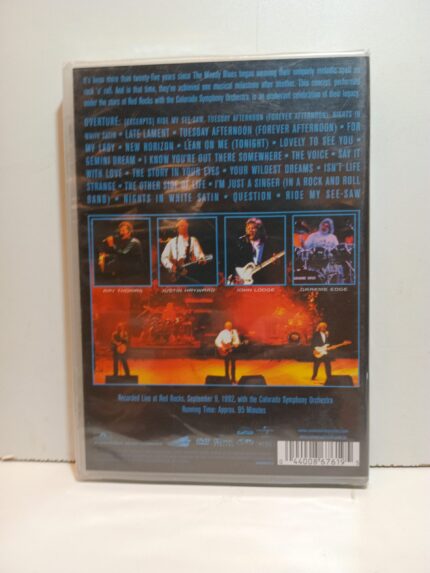 It's been more than twenty-five years since The Moody Blues began weaving their uniquely melodic spell on
rock 'n' roll. And in that time, they've achieved one musical milestone after another. This concert, performed
under the stars at Red Rocks with the Colorado Symphony Orchestra, is an exuberant celebration of their legacy.
OVERTURE: (EXCERPTS) RIDE MY SEE-SAW, TUESDAY AFTERNOON (FOREVER AFTERNOON), NIGHTS IN
WHITE SATIN • LATE LAMENT • TUESDAY AFTERNOON (FOREVER AFTERNOON) • FOR
MY LADY • NEW HORIZON • LEAN ON ME (TONIGHT) • LOVELY TO SEE YOU •
GEMINI DREAM • I KNOW YOU'RE OUT THERE SOMEWHERE • THE VOICE • SAY IT
WITH LOVE • THE STORY IN YOUR EYES • YOUR WILDEST DREAMS • ISN'T LIFE
STRANGE • THE OTHER SIDE OF LIFE • I'M JUST A SINGER (IN A ROCK AND ROLL
BAND) • NIGHTS IN WHITE SATIN • QUESTION • RIDE MY SEE-SAW
RAY THOMAS JUSTIN HAYWARD JOHN LODGE GRAEME EDGE
Recorded Live at Red Rocks, September 9, 1992, with the Colorado Symphony Orchestra
Running Time: Approx. 95 Minutes
0 44008 67619